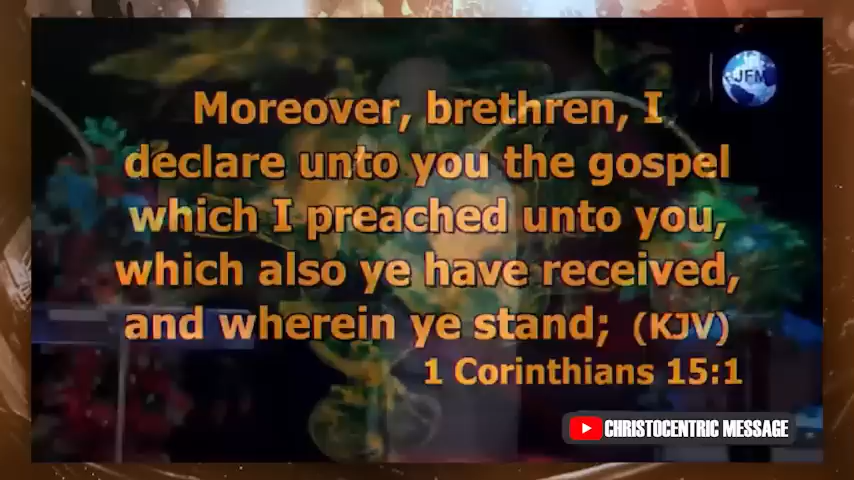 JFM
Moreover, brethren, I
declare unto you the gospel
which I preached unto you,
which also ye have received,
and wherein ye stand; (KJV)
1 Corinthians 15:1
CHRISTOCENTRIC MESSAGE